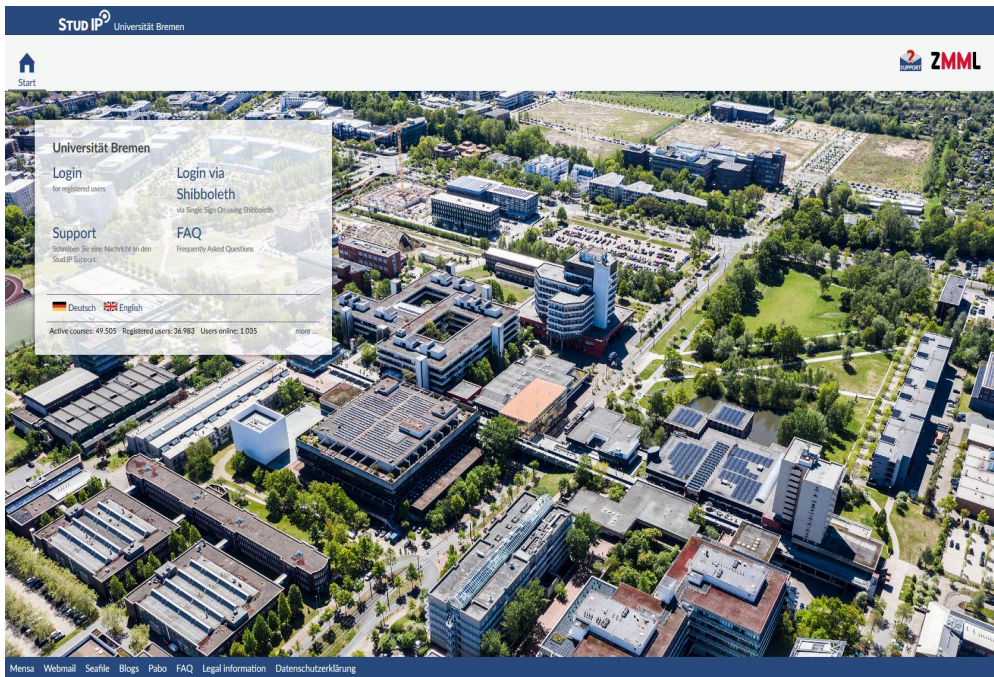 STUD IP Universität Bremen
Start
SUPPORT
ZMML
Universität Bremen
Login
for registered users
Login via
Shibboleth
via Single Sign On using Shibboleth
Support
Schreiben Sie eine Nachricht an den
Stud.IP Support.
FAQ
Frequently Asked Questions
Deutsch English
Active courses: 49.505 Registered users: 36.983 Users online: 1.035 more ...
Mensa Webmail Seafile Blogs Pabo FAQ Legal information Datenschutzerklärung